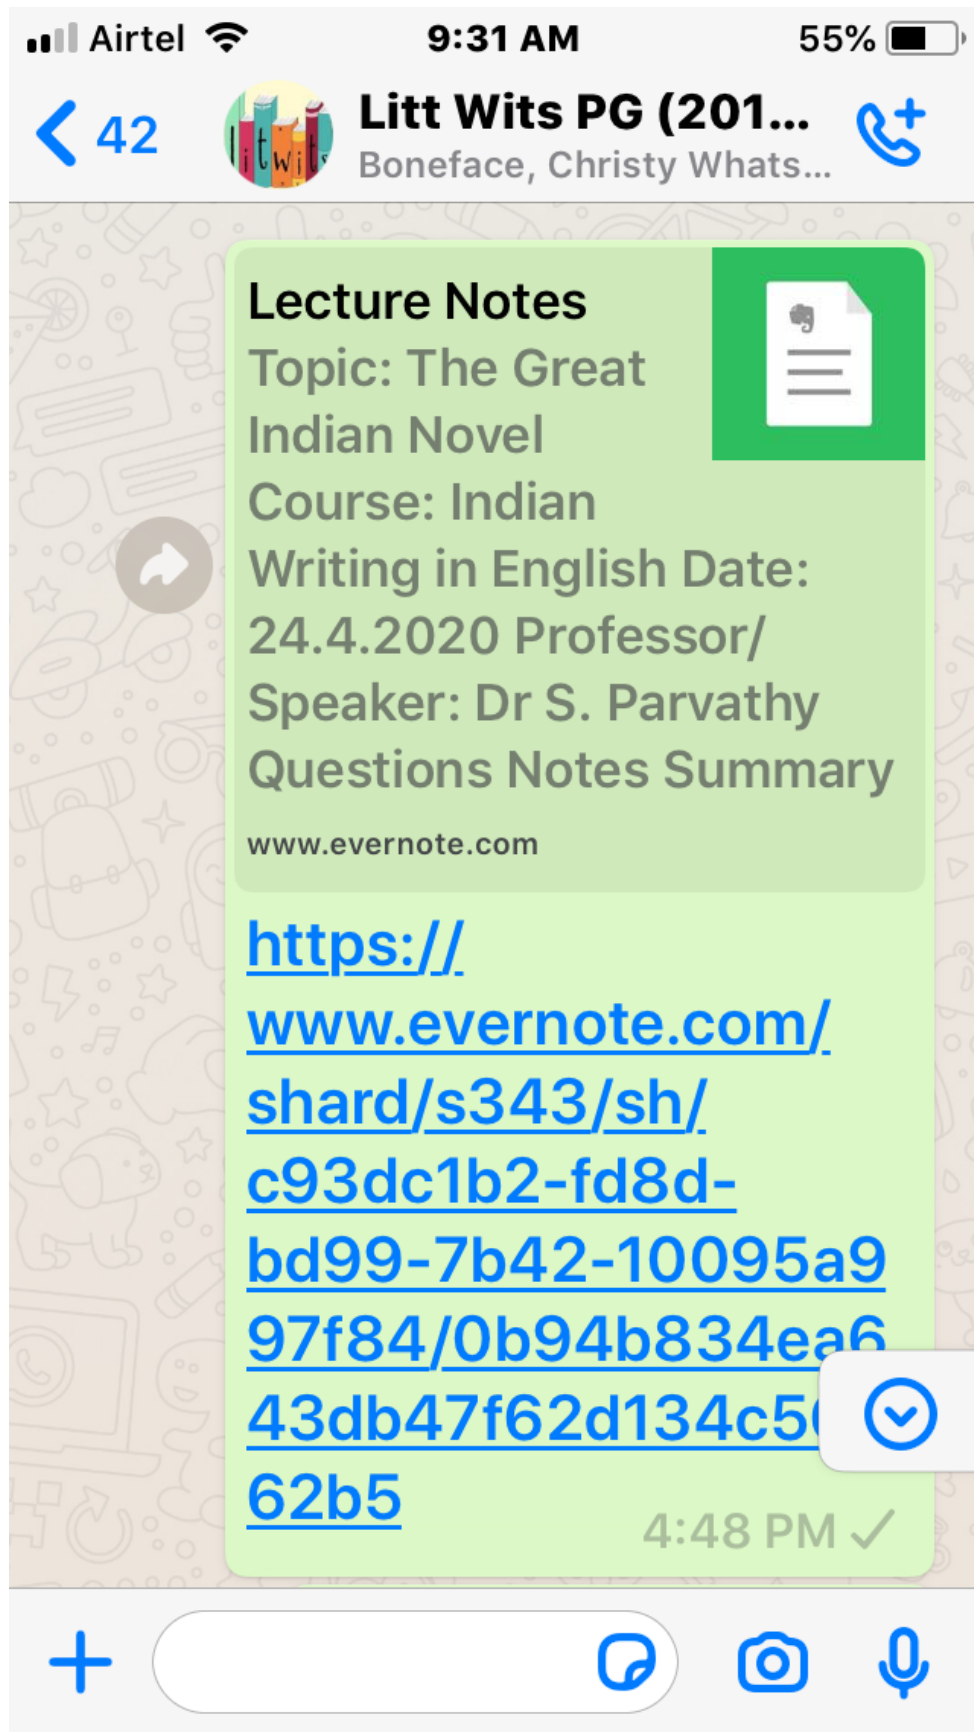 Airtel 9:31 AM 55%
42 Litt Wits PG (201...
Boneface, Christy Whats...
litwits
Lecture Notes
Topic: The Great
Indian Novel
Course: Indian
Writing in English Date:
24.4.2020 Professor/
Speaker: Dr S. Parvathy
Questions Notes Summary
www.evernote.com
https://
www.evernote.com/
shard/s343/sh/
c93dc1b2-fd8d-
bd99-7b42-10095a9
97f84/0b94b834ea6
43db47f62d134c5
62b5
4:48 PM